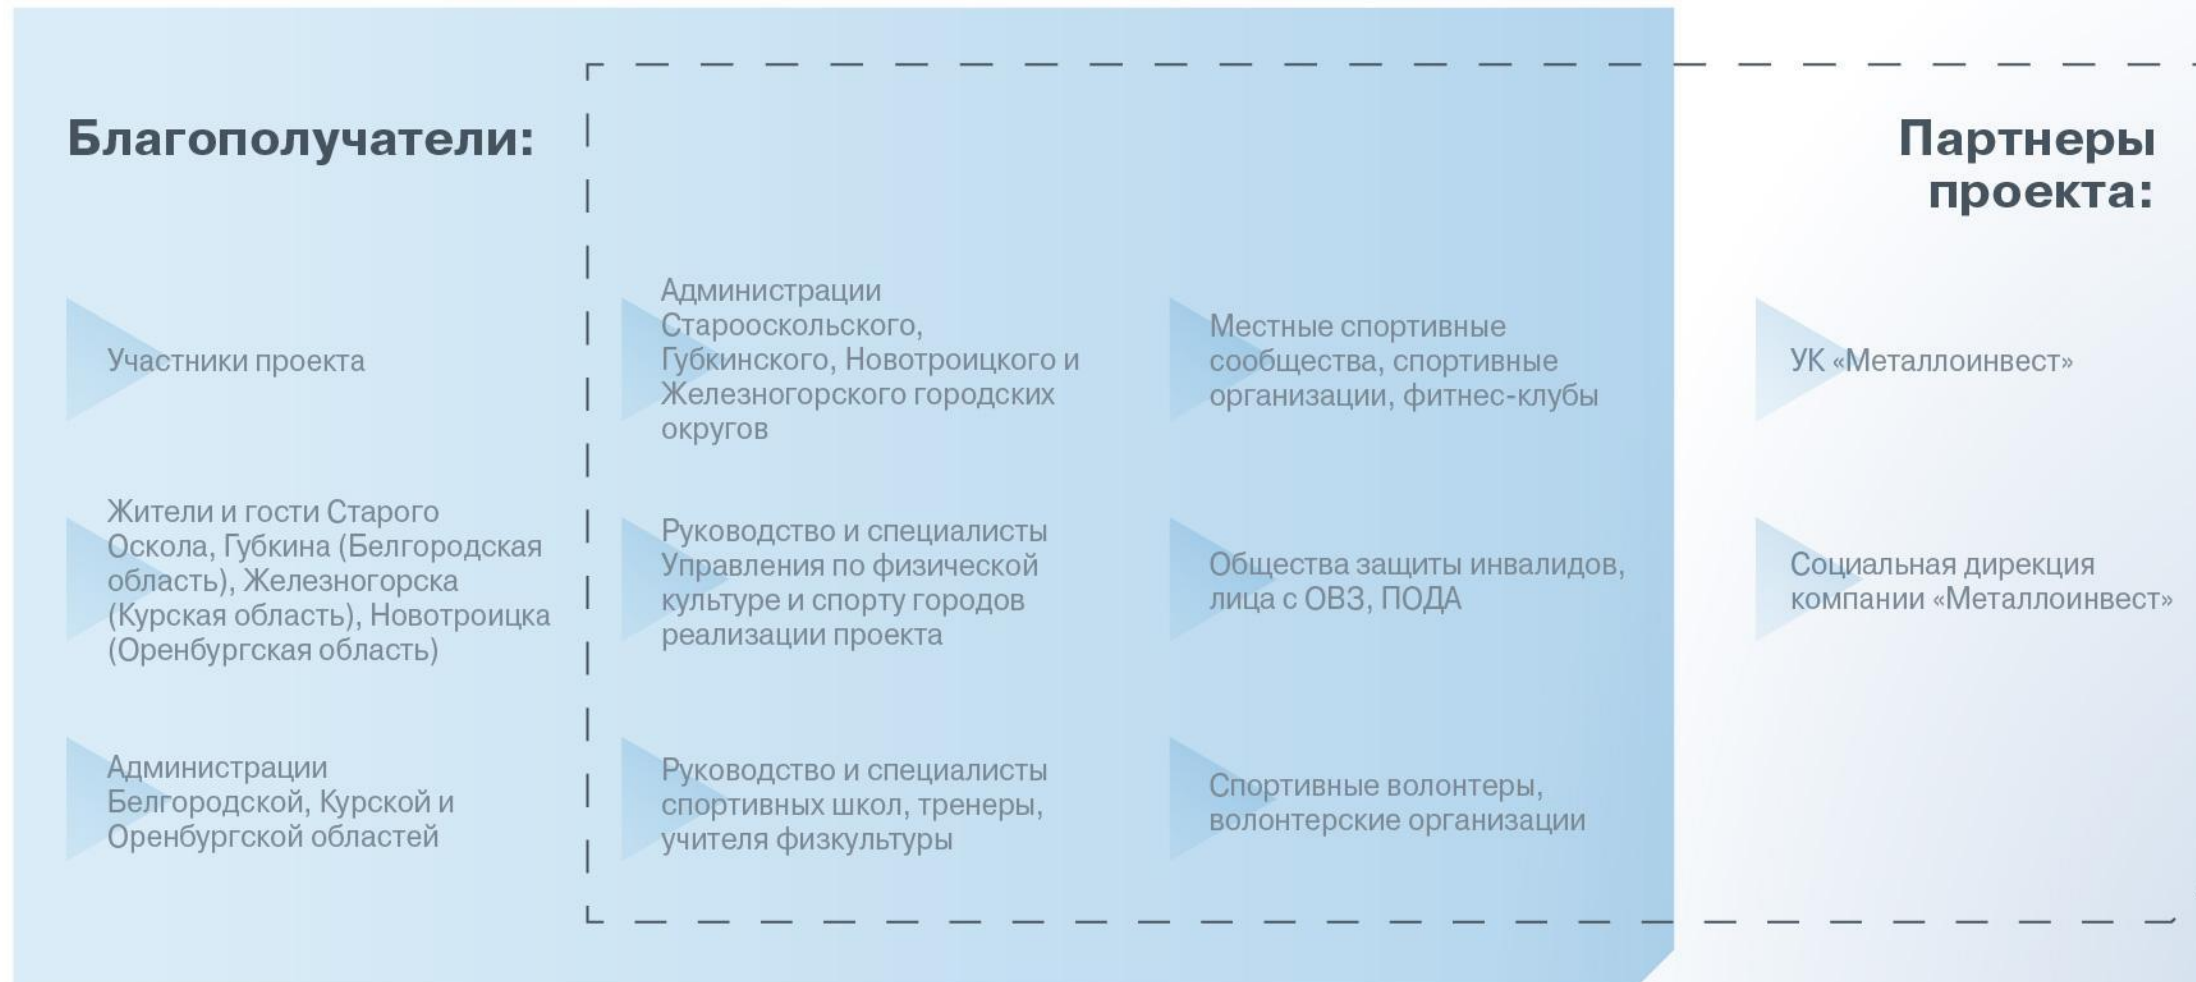 Благополучатели:
Участники проекта
Жители и гости Старого
Оскола, Губкина (Белгородская
область), Железногорска
(Курская область), Новотроицка
(Оренбургская область)
Администрации
Белгородской, Курской и
Оренбургской областей
Администрации
Старооскольского,
Губкинского, Новотроицкого и
Железногорского городских
округов
Руководство и специалисты
Управления по физической
культуре и спорту городов
реализации проекта
Руководство и специалисты
спортивных школ, тренеры,
учителя физкультуры
Местные спортивные
сообщества, спортивные
организации, фитнес-клубы
Общества защиты инвалидов,
лица с ОВЗ, ПОДА
Спортивные волонтеры,
волонтерские организации
Партнеры
проекта:
УК «Металлоинвест»
Социальная дирекция
компании «Металлоинвест»